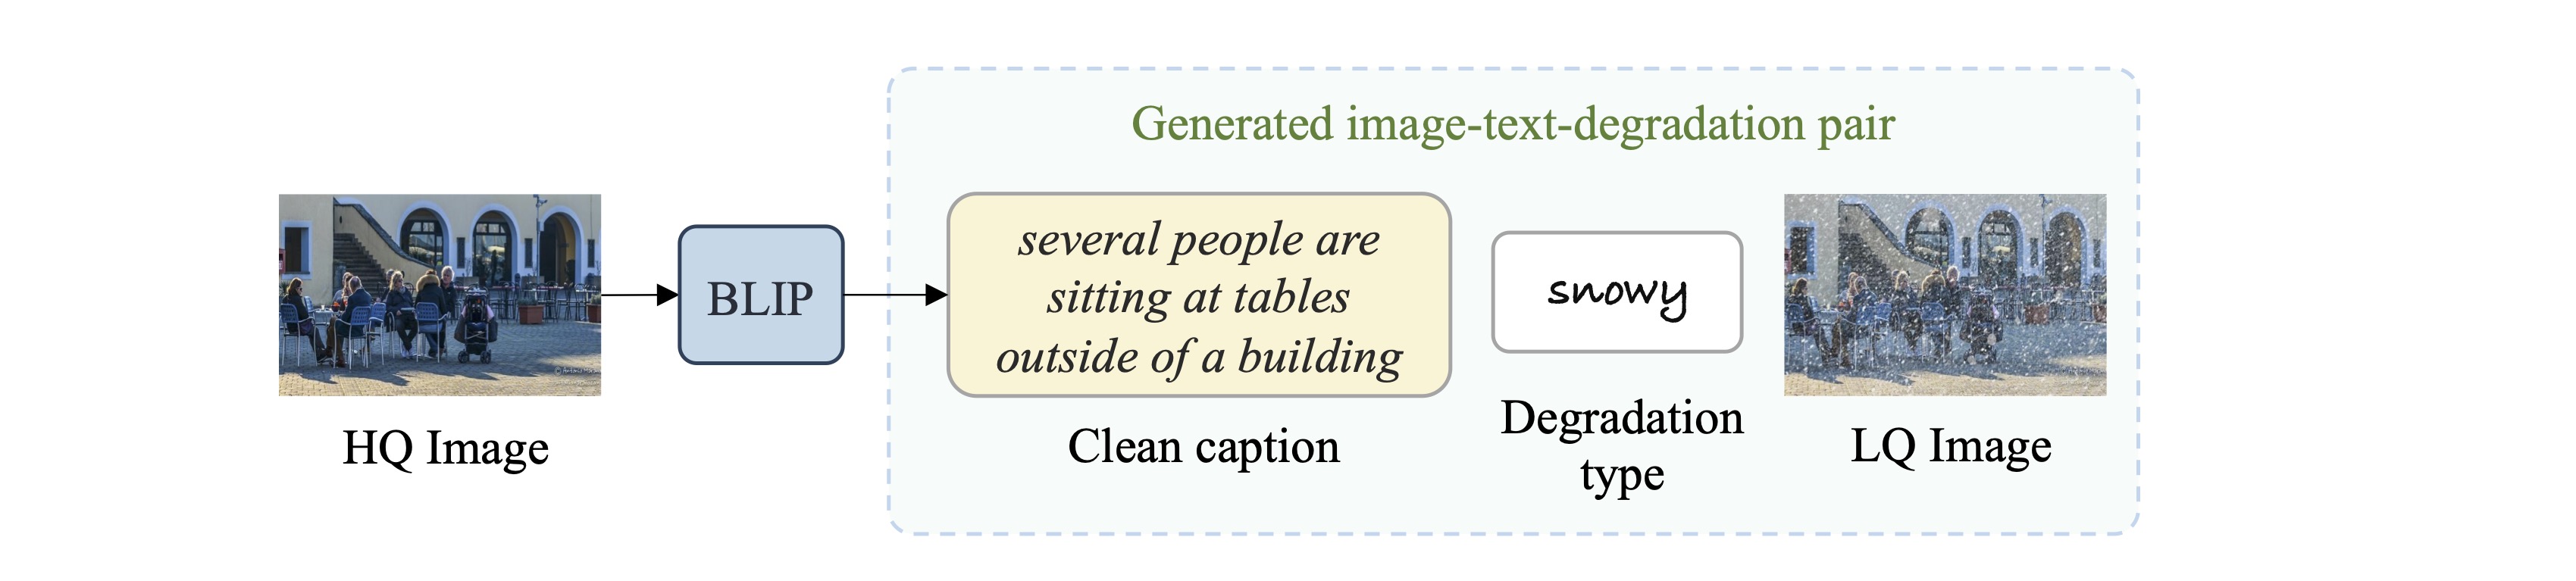 Generated image-text-degradation pair
BLIP
several people are
sitting at tables
outside of a building
snowy
HQ Image
Clean caption
Degradation
type
LQ Image